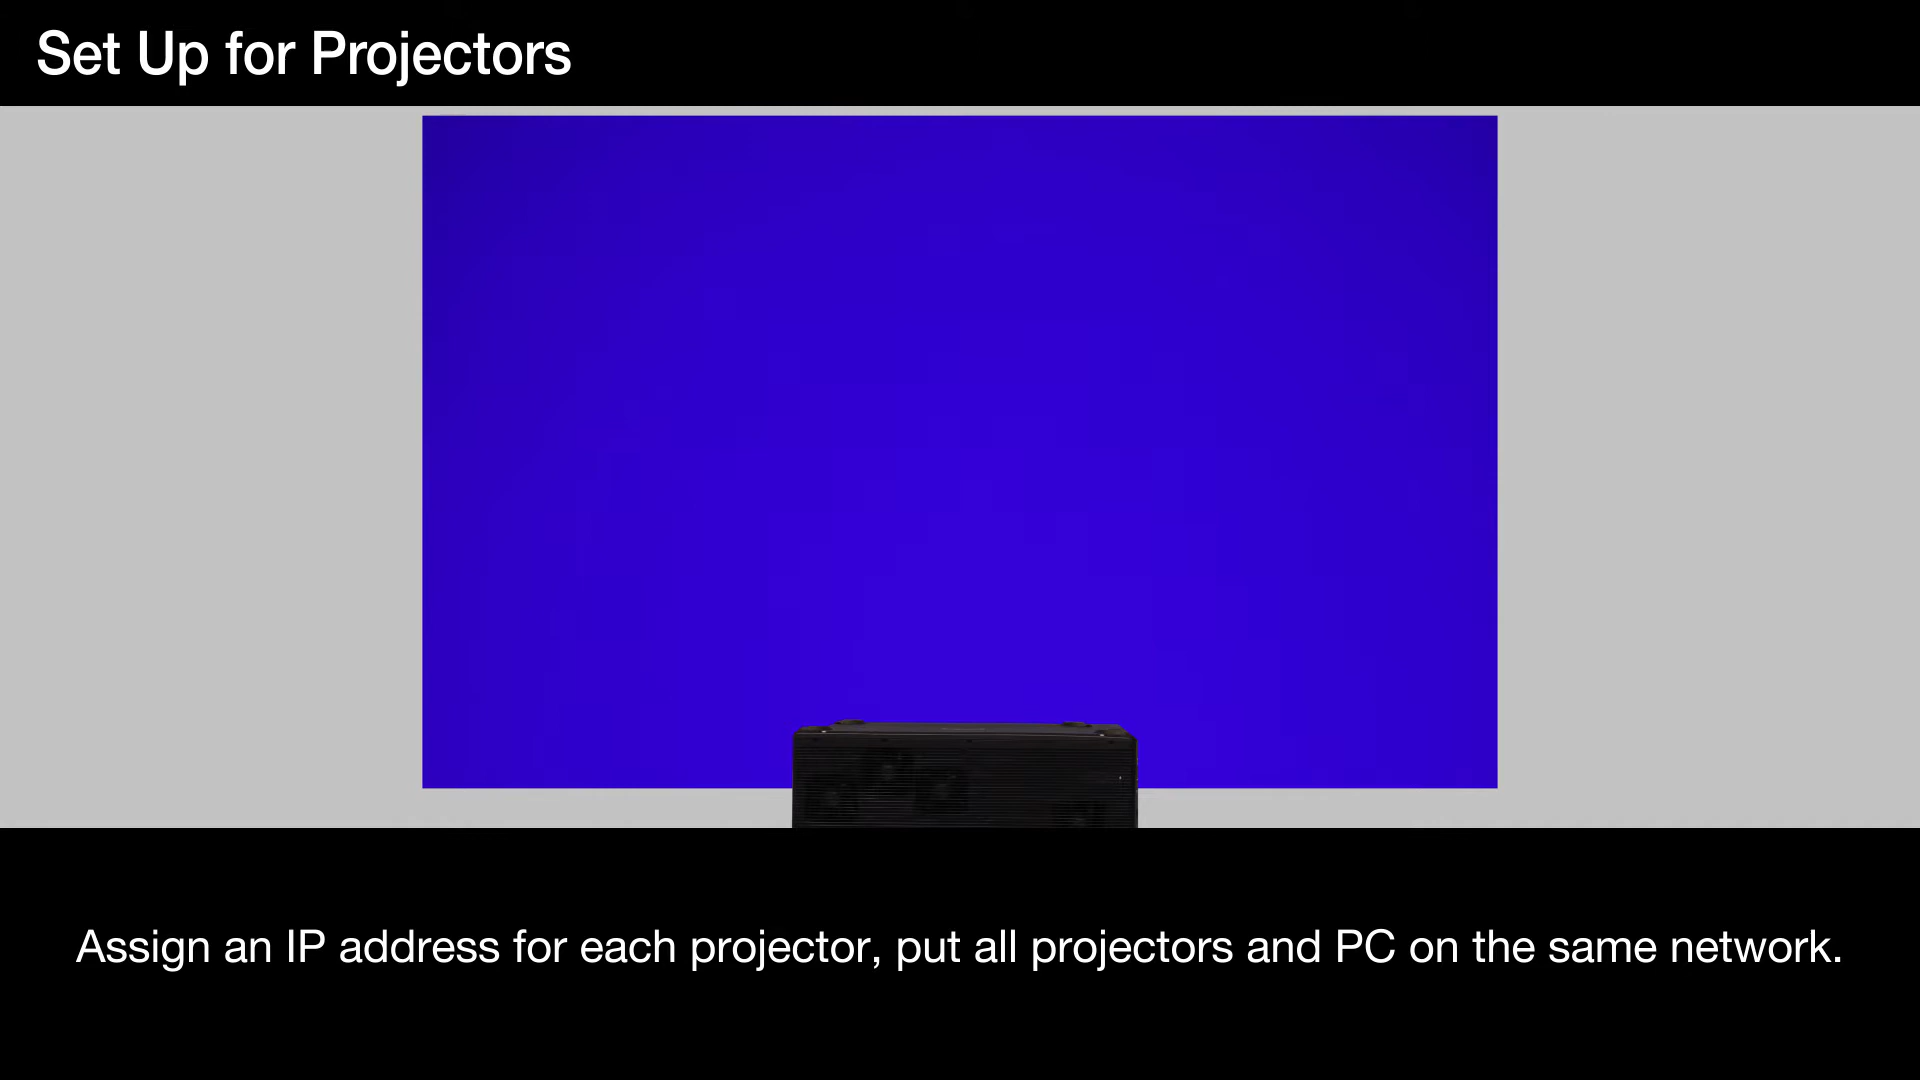 Set Up for Projectors
Assign an IP address for each projector, put all projectors and PC on the same network.